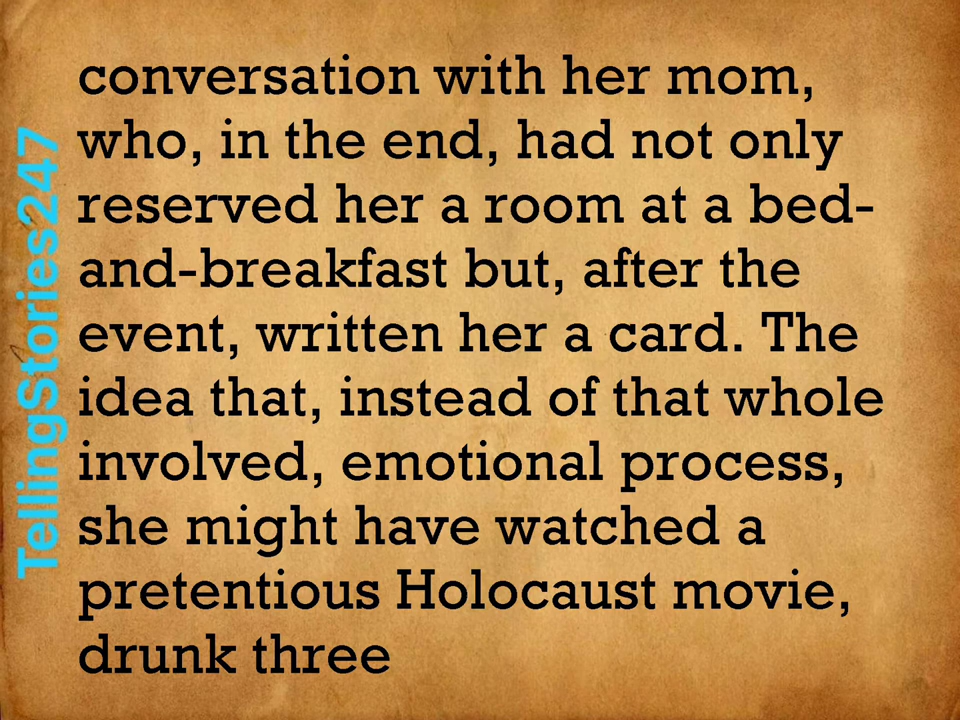 TellingStories247
conversation with her mom,
who, in the end, had not only
reserved her a room at a bed-
and-breakfast but, after the
event, written her a card. The
idea that, instead of that whole
involved, emotional process,
she might have watched a
pretentious Holocaust movie,
drunk three